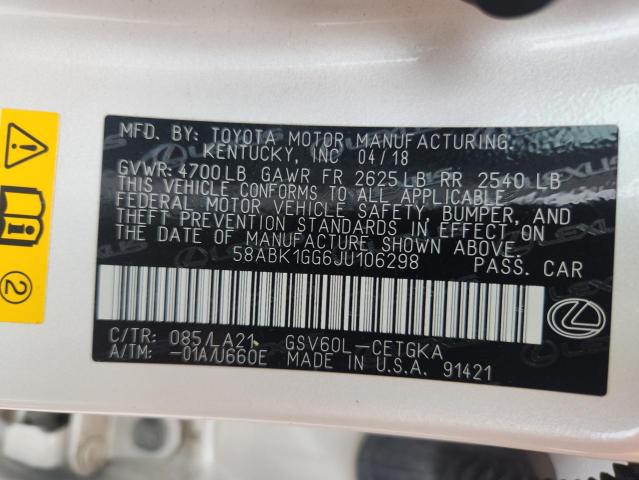 MFD. BY: TOYOTA MOTOR MANUFACTURING.
KENTUCKY, INC 04/18
GVWR: 4700LB GAWR FR 2625LB RR 2540 LB
THIS VEHICLE CONFORMS TO ALL APPLICABLE
FEDERAL MOTOR VEHICLE SAFETY, BUMPER, AND
THEFT PREVENTION STANDARDS IN EFFECT ON
THE DATE OF MANUFACTURE SHOWN ABOVE.
58ABK1GG6JU106298 PASS. CAR
C/TR: 085/LA21 GSV60L-CETGKA
A/TM: -01A/U660E MADE IN U.S.A. 91421
2
LEXUS